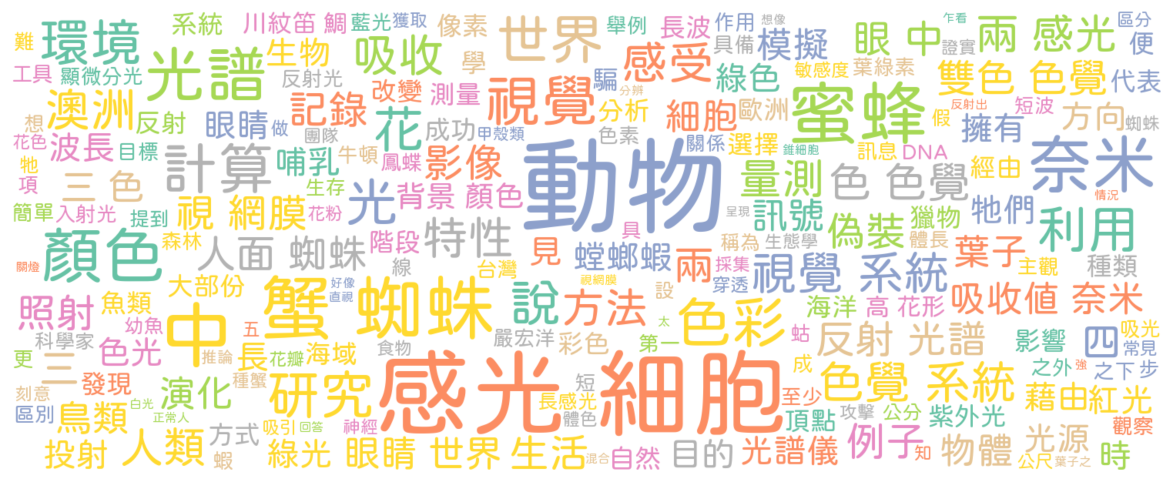 難 環境 系統 川紋笛 鯛 藍光 獲取 像素 世界 舉例 長波 作用 想像 乍看 區分
工具 顯微分光 光譜 生物 吸收 學 感受 騙 具備 模擬 眼 中 證實 兩 感光 便
澳洲 反射光 記錄 改變 測量 視覺 分辨 綠色 敏感度 葉綠素 雙色 色覺 代表
想 反射 眼睛 做 團隊 花 成功 甲殼類 色素 分析 細胞 歐洲 蜜蜂 反射出 短波 方向
花色 波長 目標 計算 哺乳 牛頓 鳳蝶 影像 動物 關係 選擇 錐細胞 訊息 DNA 假 擁有 蜘蛛
牠 項 三 色 生存 光 背景 顏色 量測 色 色覺 經由 奈米 情況
簡單 入射光 提到 視 網膜 花粉 具 呈現 訊號 偽裝 獵物 牠們
森林 顏色 人面 蜘蛛 階段 特性 見 螳螂蝦 稱為 生態學 體長 葉子 利用
關燈 線 台灣 兩 採集 穿透 視覺 系統 主觀 種類
照射 魚類 大部份 好像 直視 蟹 蜘蛛 說 方法 視網膜 設 海洋 高 花形 吸收值 奈米
幼魚 中 五 色彩 太
科學家 色光 推論 長 花瓣 海域 食物 嚴宏洋 彩色 第一 蛄 反射 光譜 影響 四 吸光 常見
更 三 發現 演化 種蟹 研究 感光 細胞 短 成 色覺 系統 之外 強 之下 步
刻意 長感光 體色 至少 藉由 紅光
區別 鳥類 白光 正常人 吸引 回答 神經 頂點 攻擊 公分 紫外光 觀察
投射 人類 方式 蝦 綠光 眼睛 世界 生活 混合 自然 目的 光譜儀 例子 知 物體 光源 公尺 葉子之 時